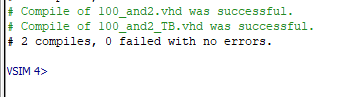 # Compile of 100_and2.vhd was successful.
# Compile of 100_and2_TB.vhd was successful.
# 2 compiles, 0 failed with no errors.
VSIM 4>